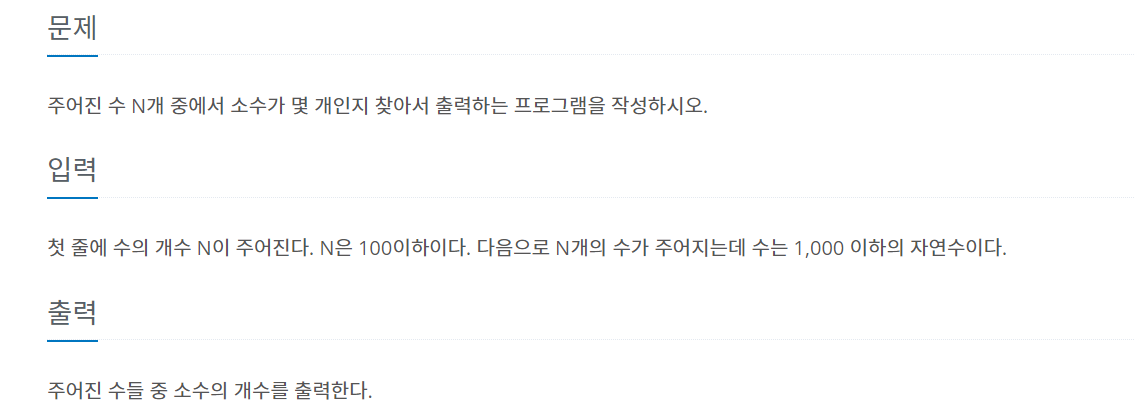 문제
주어진 수 N개 중에서 소수가 몇 개인지 찾아서 출력하는 프로그램을 작성하시오.
입력
첫 줄에 수의 개수 N이 주어진다. N은 100이하이다. 다음으로 N개의 수가 주어지는데 수는 1,000 이하의 자연수이다.
출력
주어진 수들 중 소수의 개수를 출력한다.